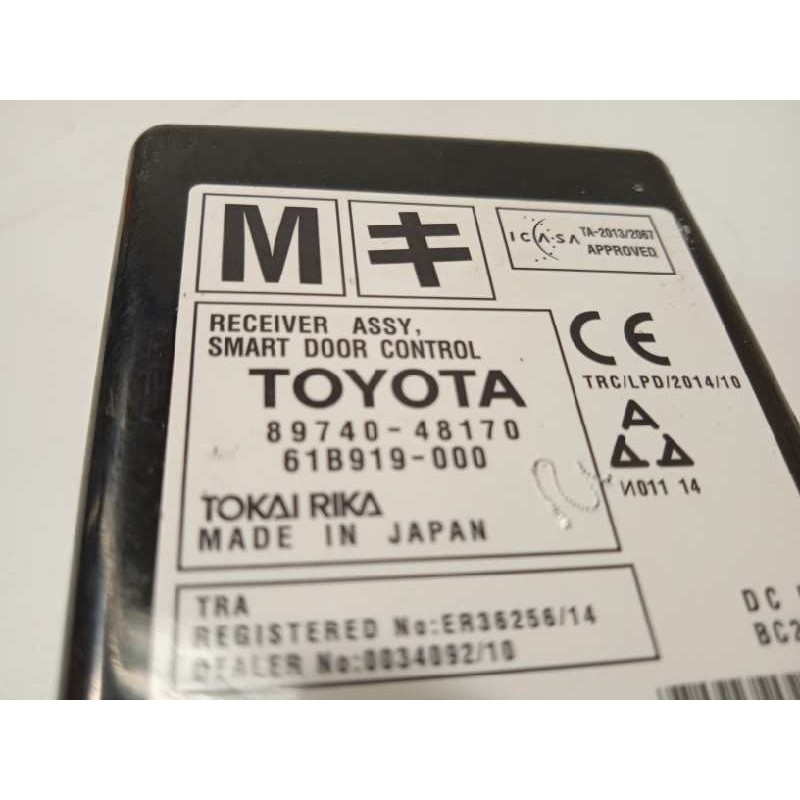 M
キ
ICASA TA-2013/2067
APPROVED
RECEIVER ASSY,
SMART DOOR CONTROL
TOYOTA
89740-48170
61B919-000
TOKAI RIKA
MADE IN JAPAN
CE
TRC/LPD/2014/10
И011 14
TRA
REGISTERED No:ER36256/14
DEALER No:0034092/10
DC
BC2